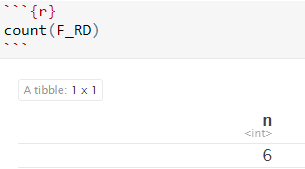 ```{r}
count(F_RD)
```
A tibble: 1 x 1
n
<int>
6